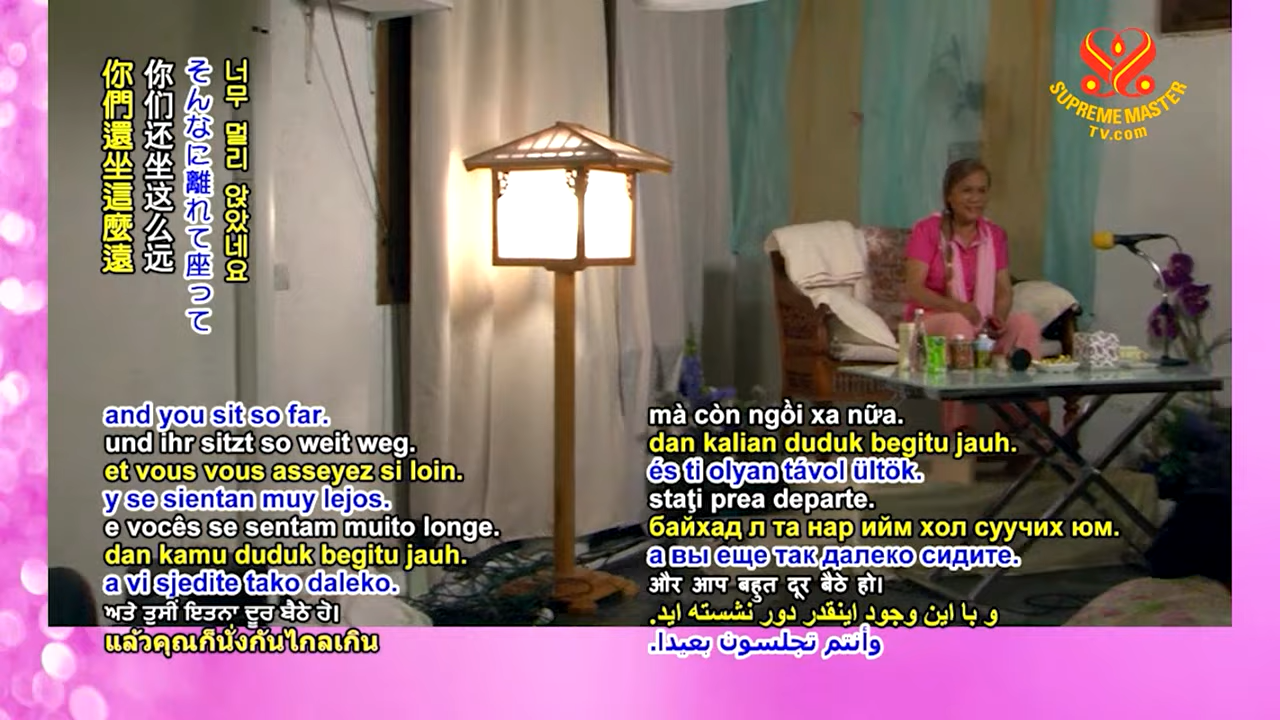 SUPREME MASTER
TV.com
你們還坐這麼遠
你们还坐这么远
そんなに離れて座って
너무 멀리 앉았네요
and you sit so far.
und ihr sitzt so weit weg.
et vous vous asseyez si loin.
y se sientan muy lejos.
e vocês se sentam muito longe.
dan kamu duduk begitu jauh.
a vi sjedite tako daleko.
ਅਤੇ ਤੁਸੀਂ ਇਤਨਾ ਦੂਰ ਬੈਠੇ ਹੋ।
แล้วคุณก็นั่งกันไกลเกิน
mà còn ngồi xa nữa.
dan kalian duduk begitu jauh.
és ti olyan távol ültök.
staţi prea departe.
байхад л та нар ийм хол суучих юм.
а вы еще так далеко сидите.
और आप बहुत दूर बैठे हो।
و با این وجود اینقدر دور نشسته اید.
وأنتم تجلسون بعيدا.